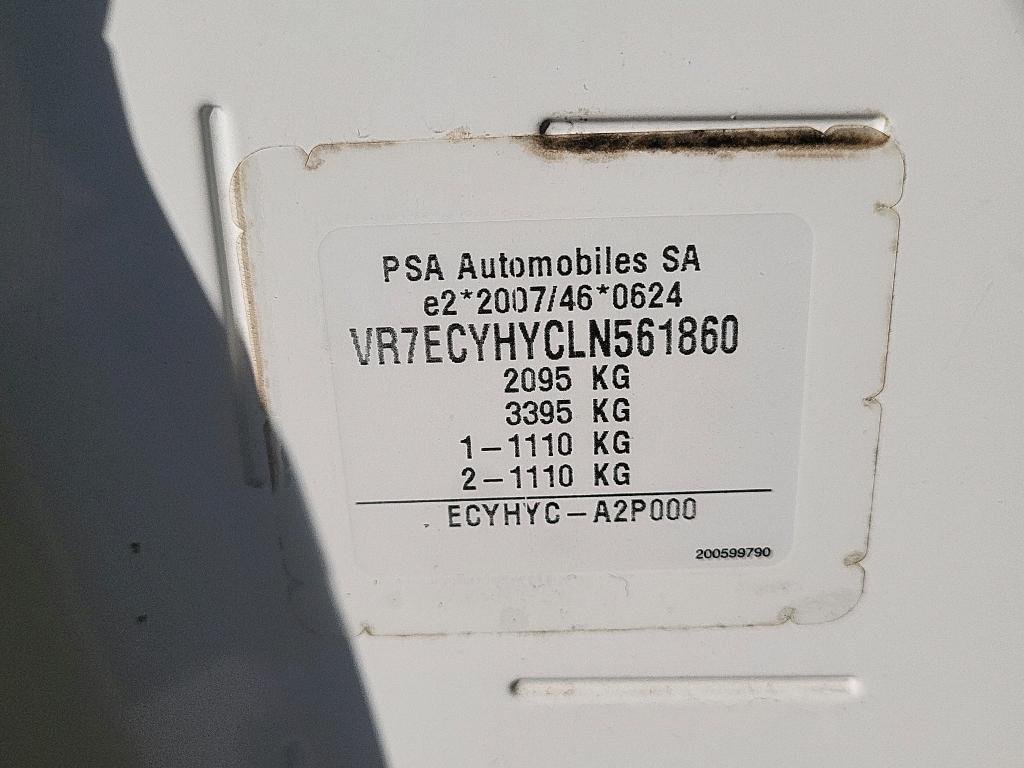 PSA Automobiles SA
e2*2007/46*0624
VR7ECYHYCLN561860
2095 KG
3395 KG
1-1110 KG
2-1110 KG
ECYHYC-A2P000
200599790